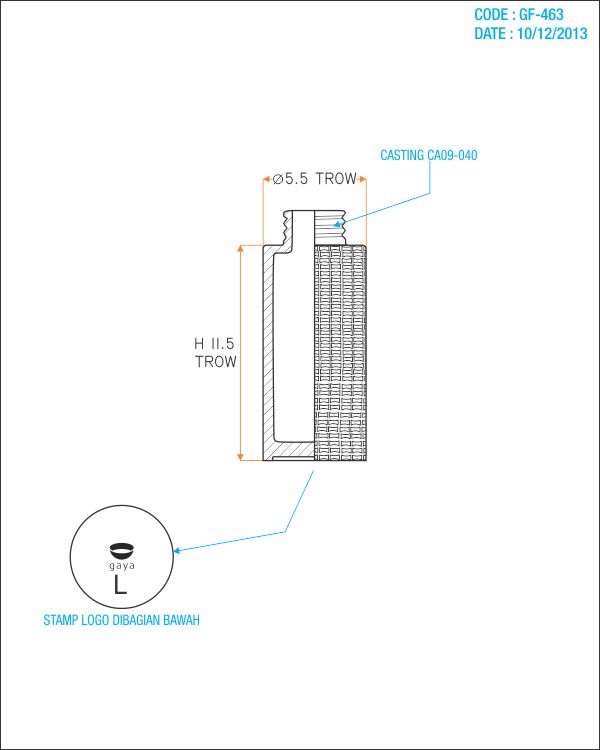 CODE : GF-463
DATE : 10/12/2013
CASTING CA09-040
Ø5.5 TROW
H 11.5
TROW
gaya
L
STAMP LOGO DIBAGIAN BAWAH